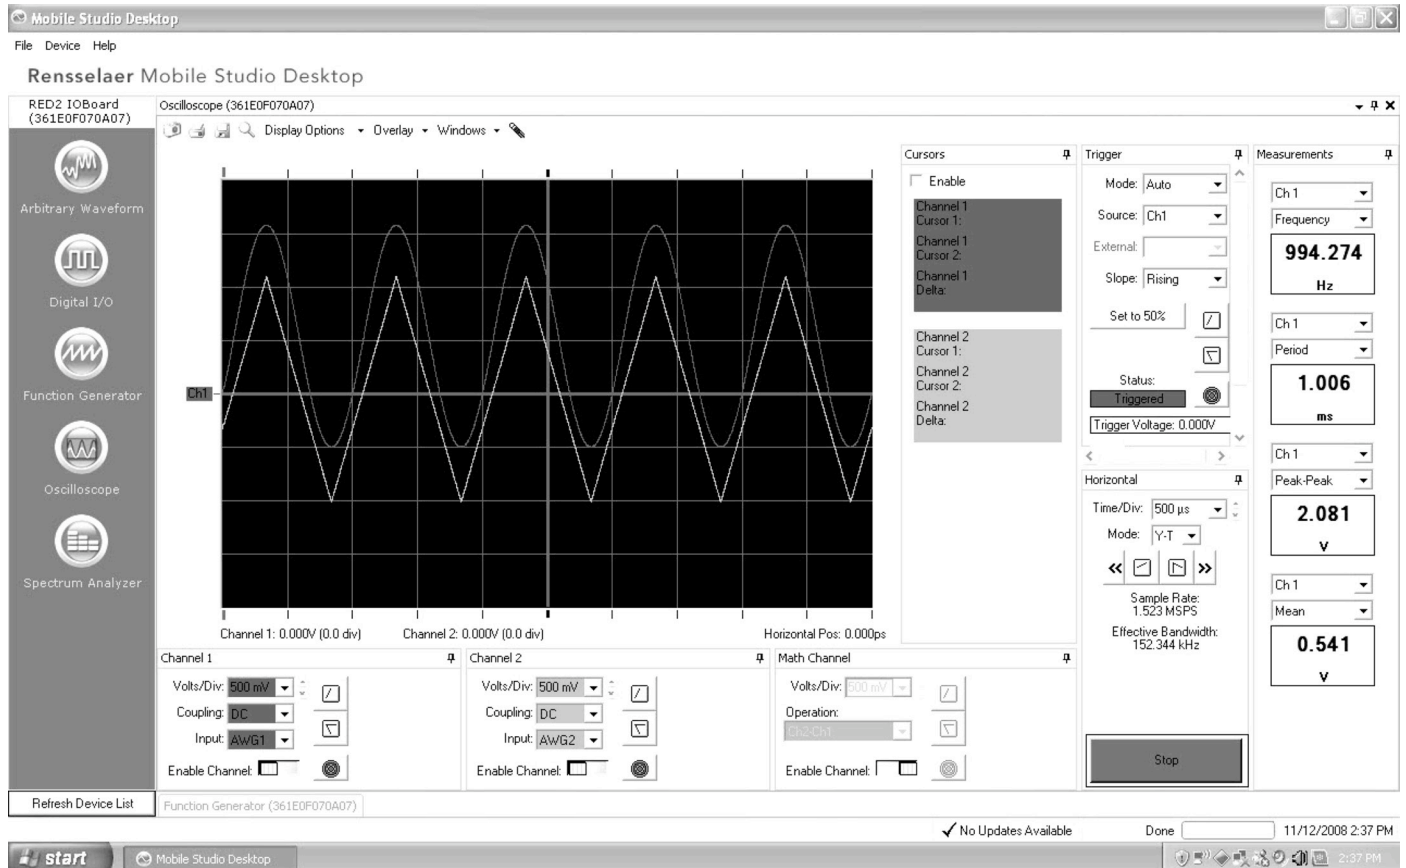 Mobile Studio Desktop
File Device Help
Rensselaer Mobile Studio Desktop
RED2 IOBoard
(361E0F070A07)
Arbitrary Waveform
Digital I/O
Function Generator
Oscilloscope
Spectrum Analyzer
Refresh Device List
Oscilloscope (361E0F070A07)
Display Options Overlay Windows
Ch1
Channel 1: 0.000V (0.0 div) Channel 2: 0.000V (0.0 div) Horizontal Pos: 0.000ps
Cursors
Enable
Channel 1
Cursor 1:
Channel 1
Cursor 2:
Channel 1
Delta:
Channel 2
Cursor 1:
Channel 2
Cursor 2:
Channel 2
Delta:
Trigger
Mode: Auto
Source: Ch1
External:
Slope: Rising
Set to 50%
Status:
Triggered
Trigger Voltage: 0.000V
Horizontal
Time/Div: 500 µs
Mode: Y-T
Sample Rate:
1.523 MSPS
Effective Bandwidth:
152.344 kHz
Stop
Measurements
Ch 1
Frequency
994.274
Hz
Ch 1
Period
1.006
ms
Ch 1
Peak-Peak
2.081
V
Ch 1
Mean
0.541
V
Channel 1
Volts/Div: 500 mV
Coupling: DC
Input: AWG1
Enable Channel:
Channel 2
Volts/Div: 500 mV
Coupling: DC
Input: AWG2
Enable Channel:
Math Channel
Volts/Div: 500 mV
Operation:
Ch2-Ch1
Enable Channel:
Function Generator (361E0F070A07)
No Updates Available Done 11/12/2008 2:37 PM
start Mobile Studio Desktop 2:37 PM